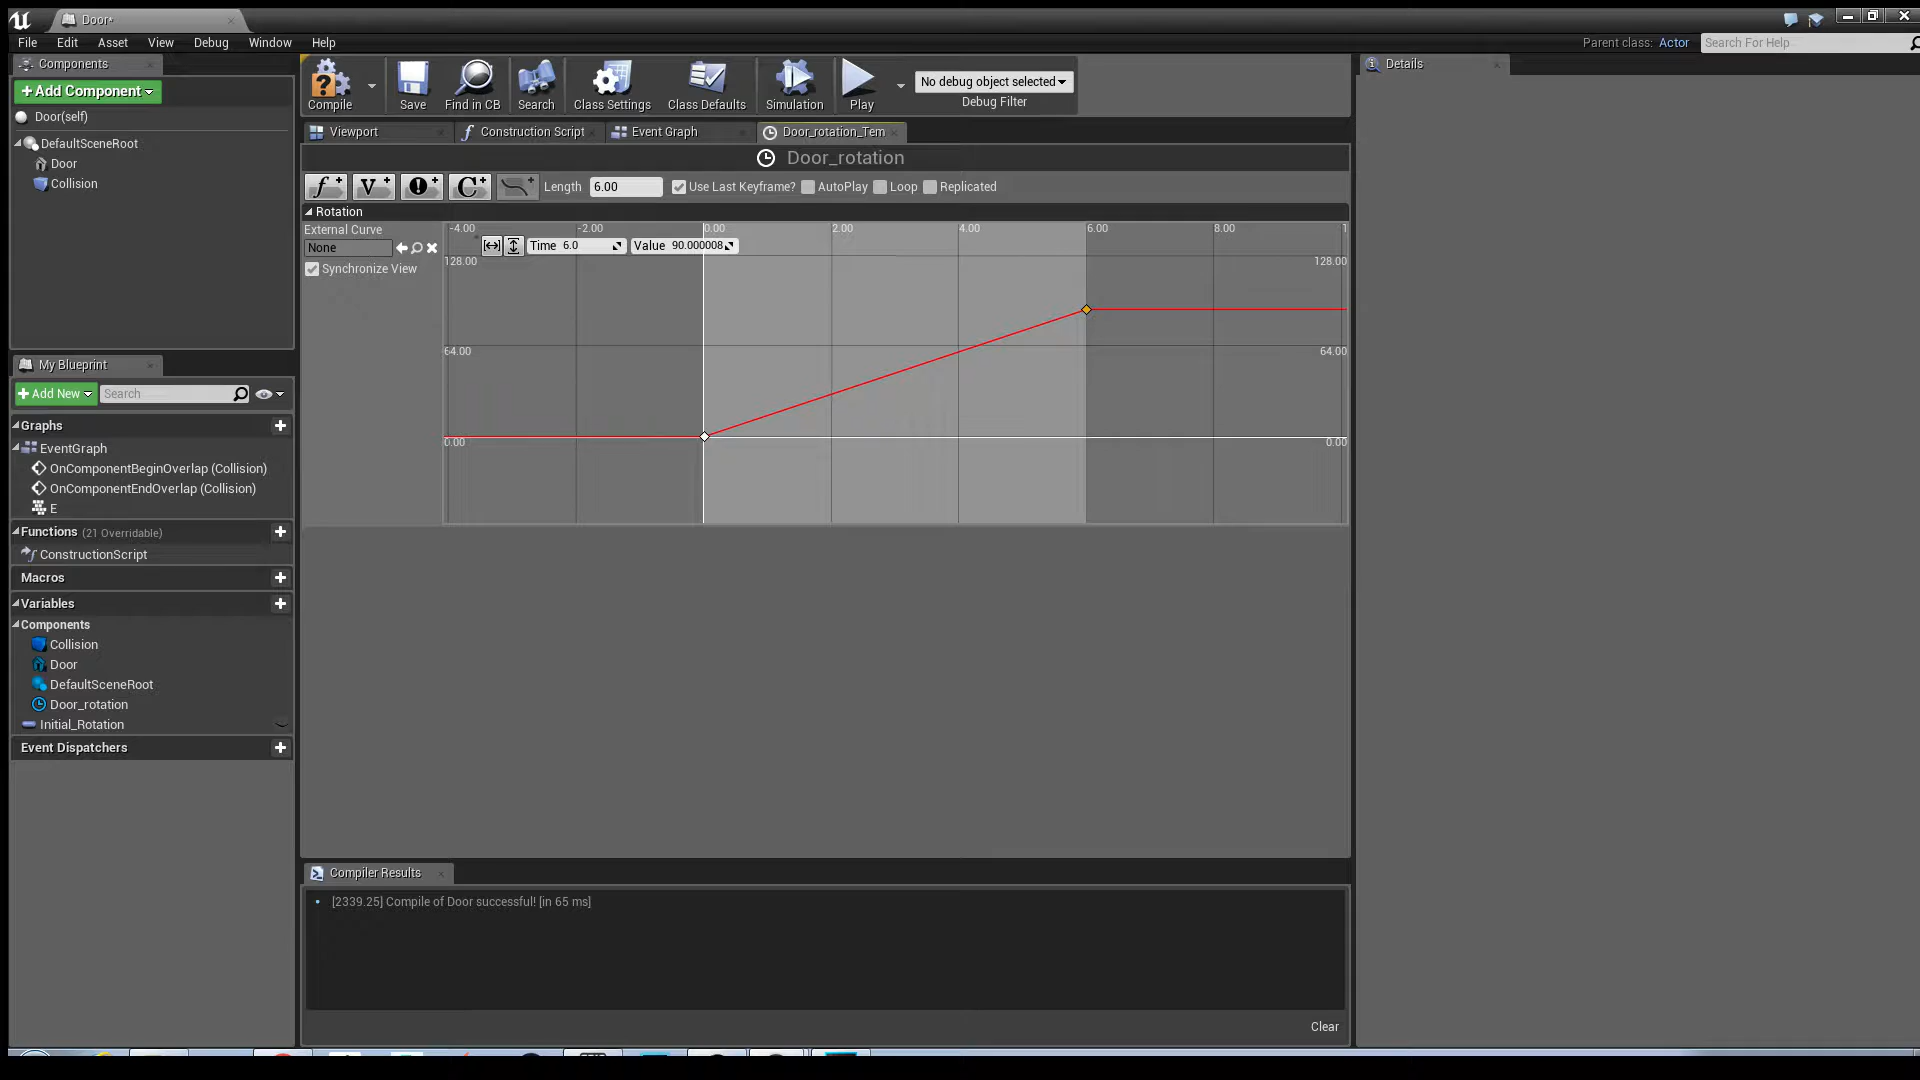 Door*
File Edit Asset View Debug Window Help
Parent class: Actor Search For Help
Components
+Add Component
Door(self)
DefaultSceneRoot
Door
Collision
Compile Save Find in CB Search Class Settings Class Defaults Simulation Play
No debug object selected
Debug Filter
Details
Viewport Construction Script Event Graph Door_rotation_Tem
Door_rotation
Length 6.00 Use Last Keyframe? AutoPlay Loop Replicated
Rotation
External Curve
None
Synchronize View
-4.00 -2.00 0.00 2.00 4.00 6.00 8.00 1
Time 6.0 Value 90.000008
128.00 128.00
64.00 64.00
0.00 0.00
My Blueprint
+Add New Search
Graphs
EventGraph
OnComponentBeginOverlap (Collision)
OnComponentEndOverlap (Collision)
E
Functions (21 Overridable)
ConstructionScript
Macros
Variables
Components
Collision
Door
DefaultSceneRoot
Door_rotation
Initial_Rotation
Event Dispatchers
Compiler Results
[2339.25] Compile of Door successful! [in 65 ms]
Clear